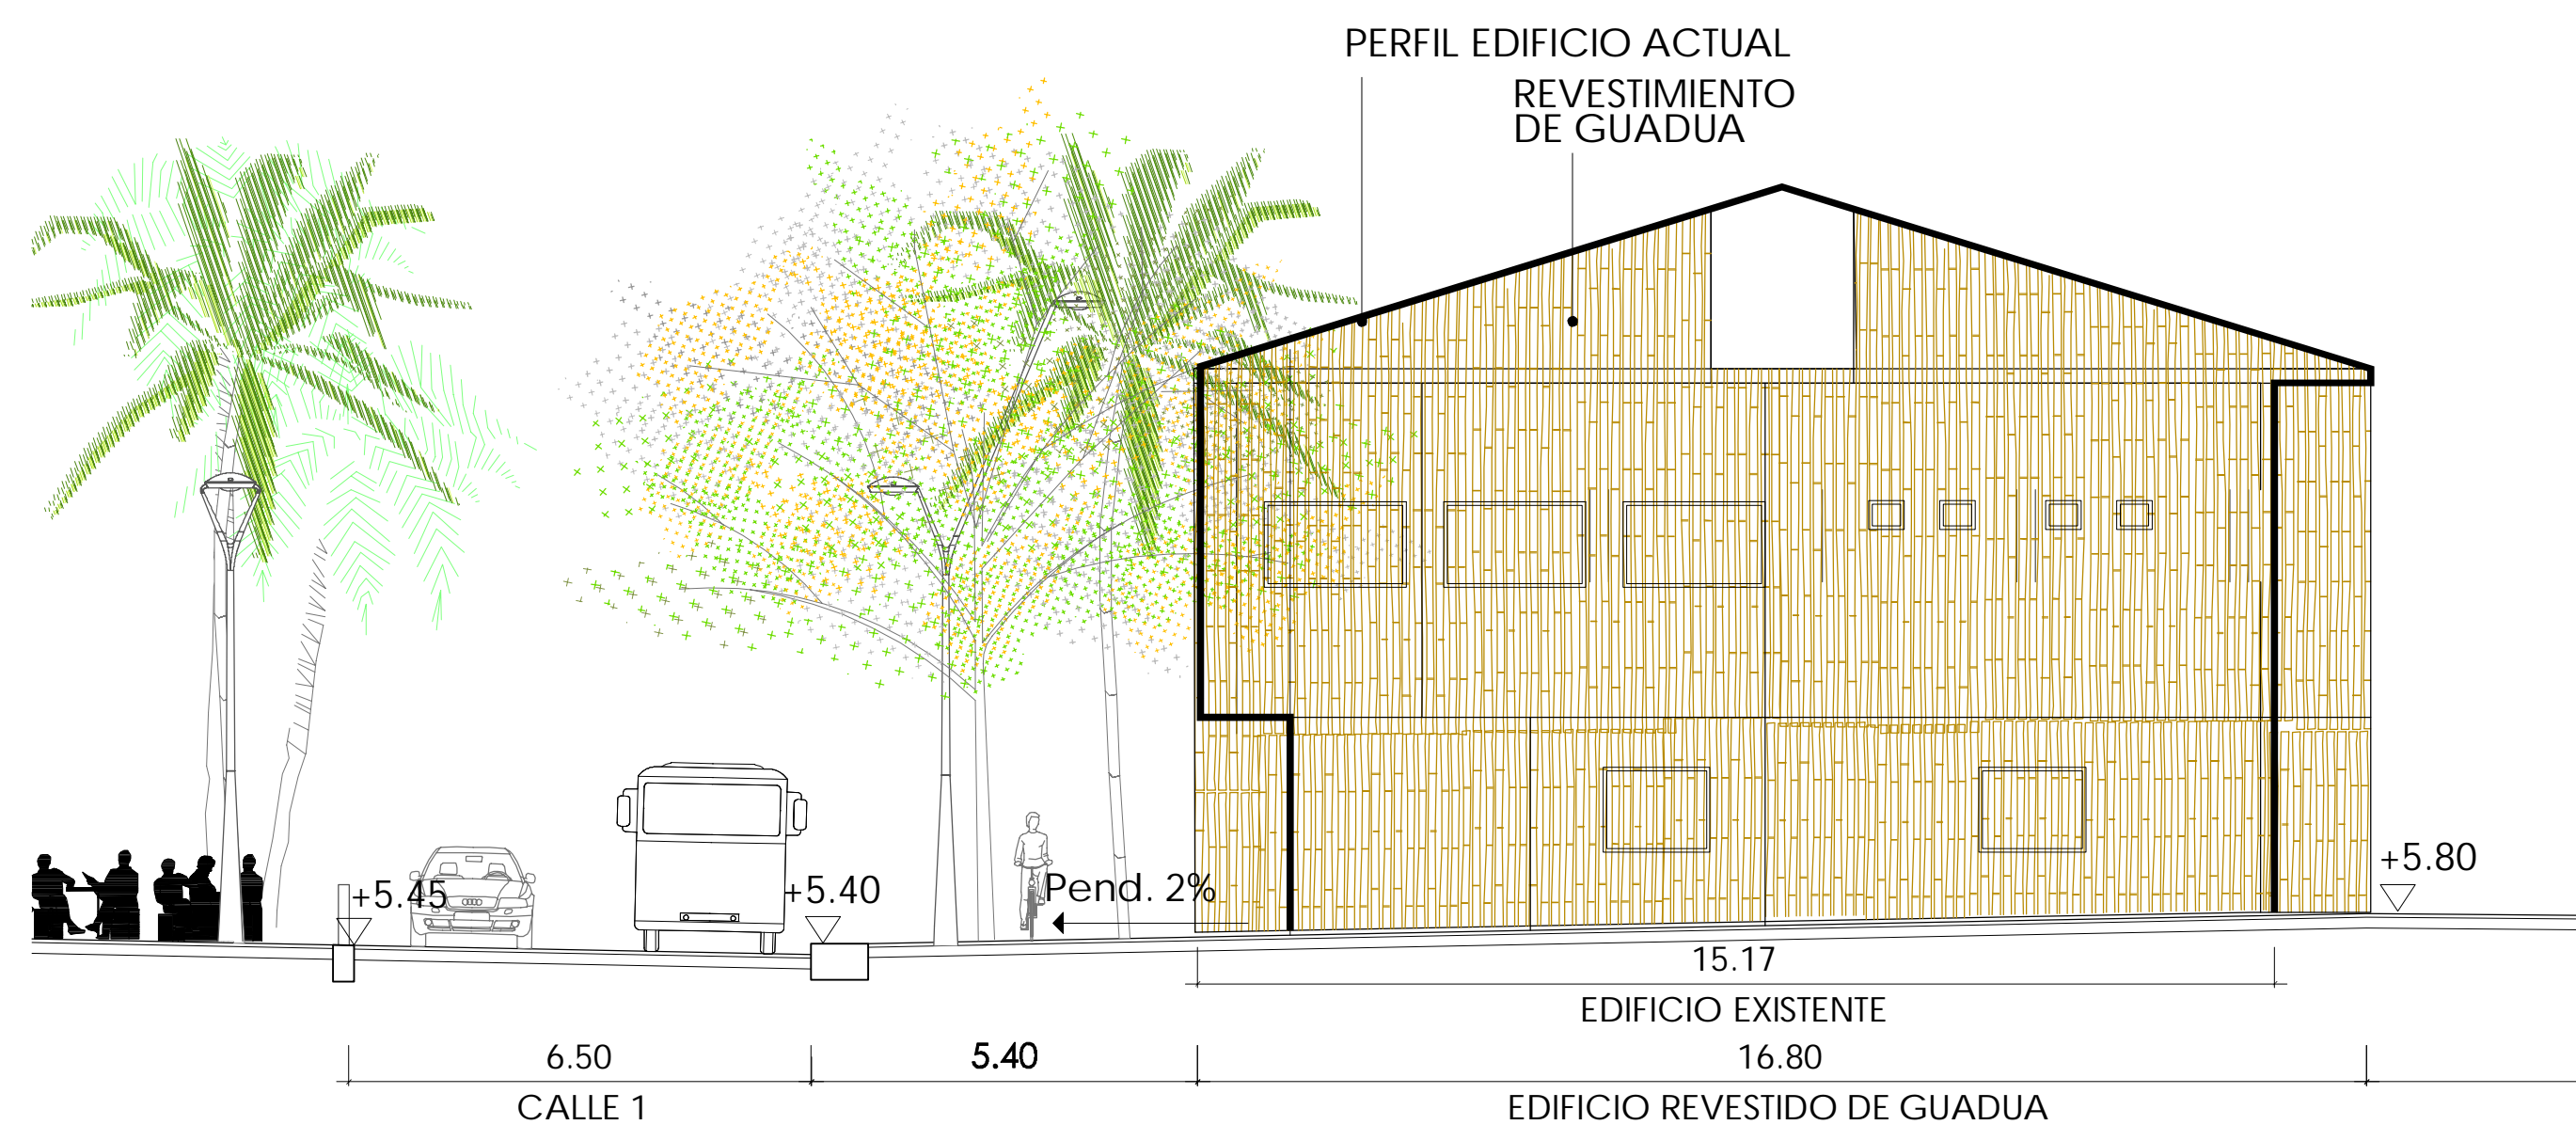 PERFIL EDIFICIO ACTUAL
REVESTIMIENTO
DE GUADUA
+5.45
+5.40
Pend. 2%
+5.80
15.17
EDIFICIO EXISTENTE
6.50
5.40
16.80
CALLE 1
EDIFICIO REVESTIDO DE GUADUA